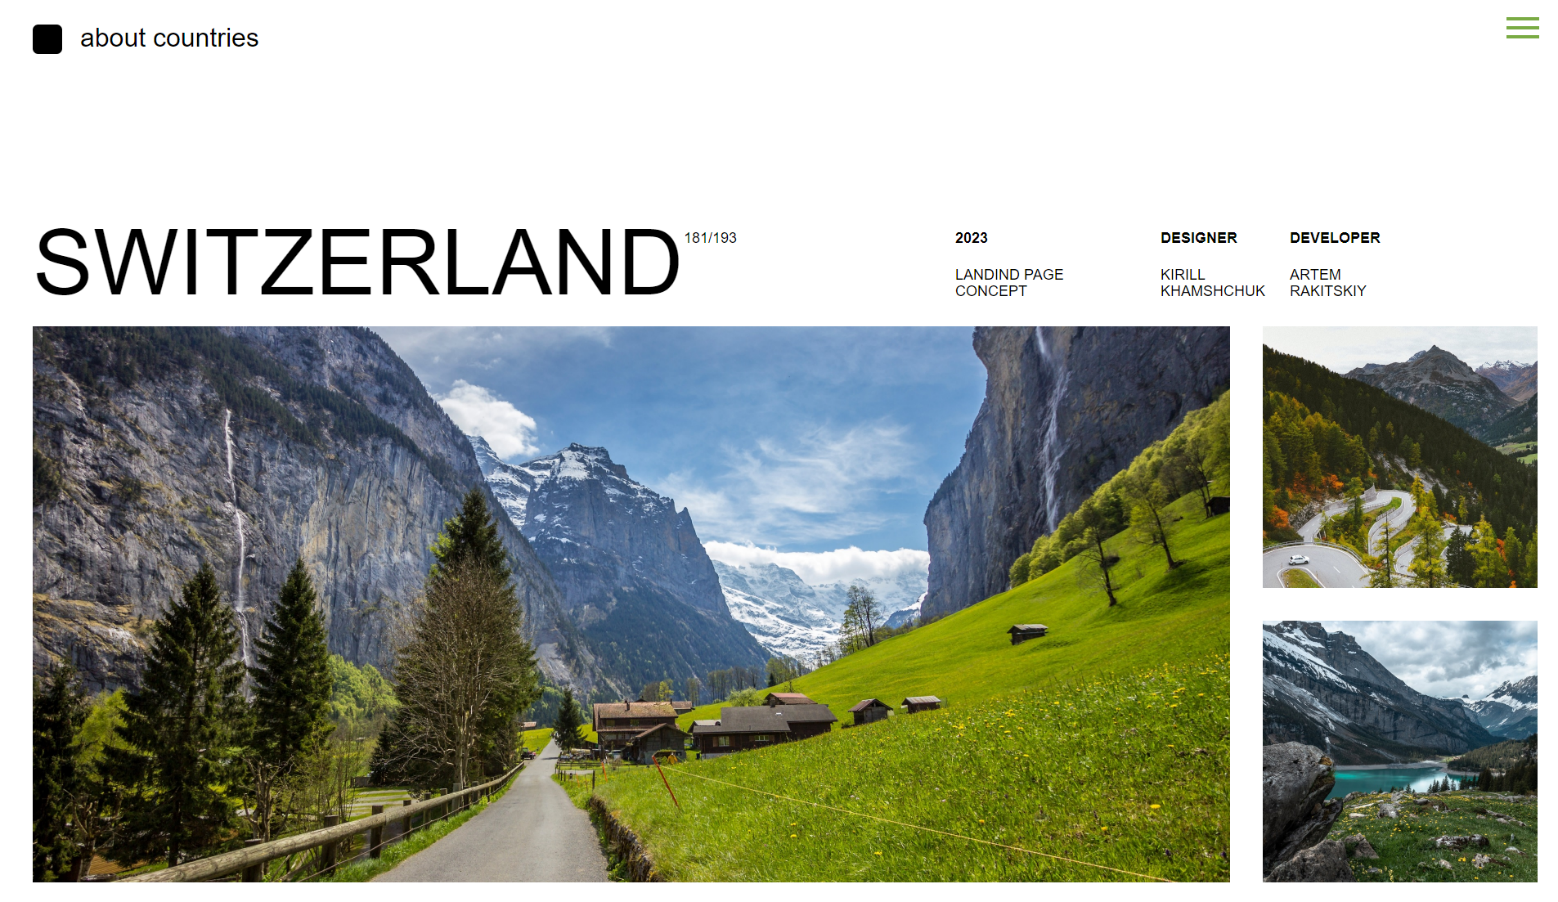 about countries
SWITZERLAND 181/193
2023
LANDIND PAGE
CONCEPT
DESIGNER
KIRILL
KHAMSHCHUK
DEVELOPER
ARTEM
RAKITSKIY